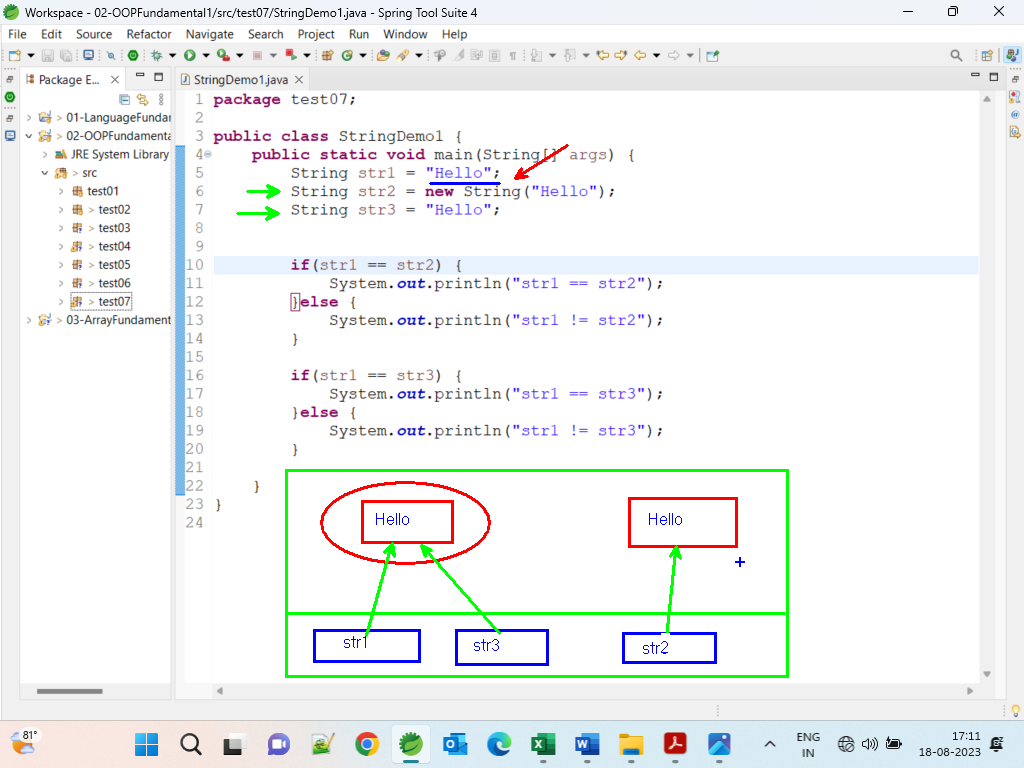 Workspace - 02-OOPFundamental1/src/test07/StringDemo1.java - Spring Tool Suite 4
File Edit Source Refactor Navigate Search Project Run Window Help
Package E...
StringDemo1.java
> 01-LanguageFundar
> 02-OOPFundamenta
JRE System Library
> src
test01
> test02
> test03
> test04
> test05
> test06
> test07
> 03-ArrayFundament
1 package test07;
2
3 public class StringDemo1 {
4 public static void main(String[] args) {
5 String str1 = "Hello";
6 String str2 = new String("Hello");
7 String str3 = "Hello";
8
9
10 if(str1 == str2) {
11 System.out.println("str1 == str2");
12 }else {
13 System.out.println("str1 != str2");
14 }
15
16 if(str1 == str3) {
17 System.out.println("str1 == str3");
18 }else {
19 System.out.println("str1 != str3");
20 }
21
22 }
23 }
24
Hello Hello
str1 str3 str2
81°
ENG
IN
17:11
18-08-2023